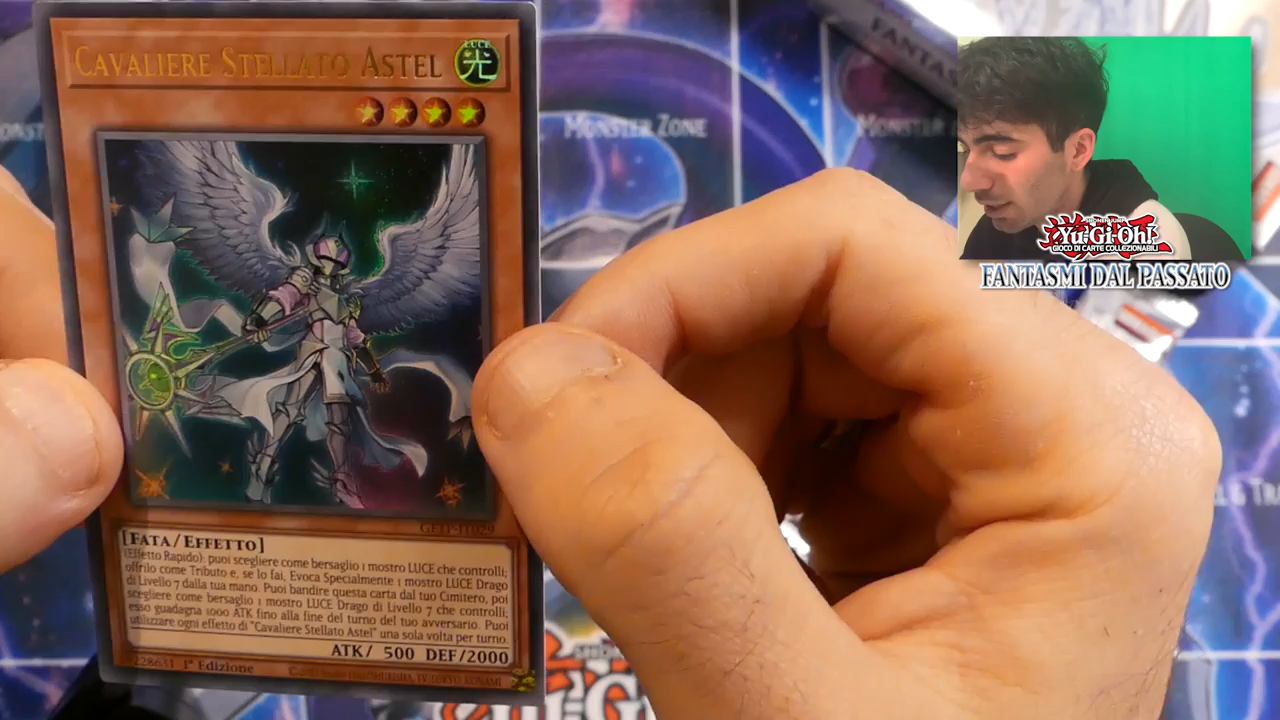 CAVALIERE STELLATO ASTEL
LUCE
光
GFTP-IT029
[FATA/EFFETTO]
(Effetto Rapido): puoi scegliere come bersaglio 1 mostro LUCE che controlli;
offrilo come Tributo e, se lo fai, Evoca Specialmente 1 mostro LUCE Drago
di Livello 7 dalla tua mano. Puoi bandire questa carta dal tuo Cimitero, poi
scegliere come bersaglio 1 mostro LUCE Drago di Livello 7 che controlli;
esso guadagna 1000 ATK fino alla fine del turno del tuo avversario. Puoi
utilizzare ogni effetto di "Cavaliere Stellato Astel" una sola volta per turno.
ATK/ 500 DEF/2000
1ª Edizione
MONSTER ZONE
MONSTER
FANTAS
SHONEN JUMP
Yu-Gi-Oh!
GIOCO DI CARTE COLLEZIONABILI
FANTASMI DAL PASSATO